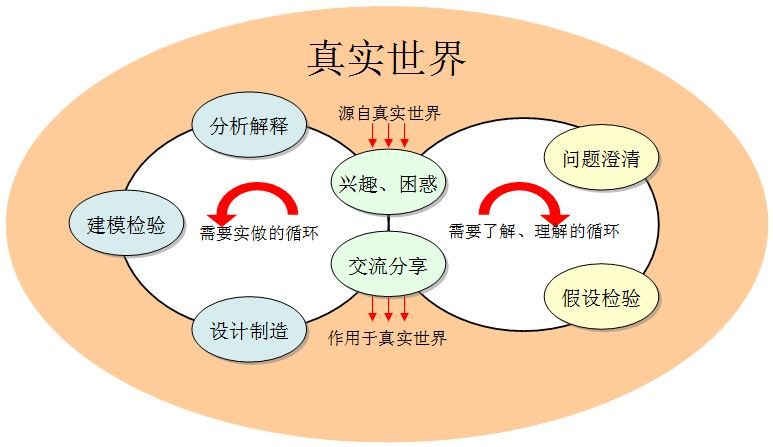 真实世界
源自真实世界
分析解释
兴趣、困惑
问题澄清
建模检验
需要实做的循环
需要了解、理解的循环
交流分享
设计制造
假设检验
作用于真实世界